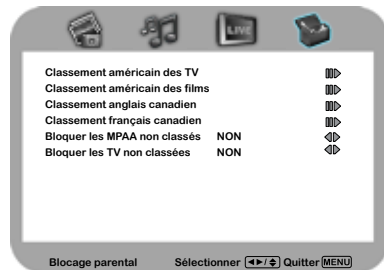 LIVE
Classement américain des TV
Classement américain des films
Classement anglais canadien
Classement français canadien
Bloquer les MPAA non classés NON
Bloquer les TV non classées NON
Blocage parental Sélectionner ◄►/♦ Quitter MENU